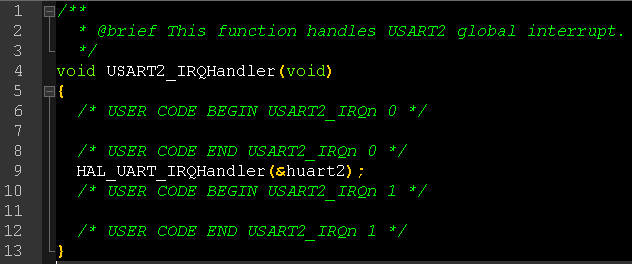 1 /**
2 * @brief This function handles USART2 global interrupt.
3 */
4 void USART2_IRQHandler(void)
5 {
6 /* USER CODE BEGIN USART2_IRQn 0 */
7
8 /* USER CODE END USART2_IRQn 0 */
9 HAL_UART_IRQHandler(&huart2);
10 /* USER CODE BEGIN USART2_IRQn 1 */
11
12 /* USER CODE END USART2_IRQn 1 */
13 }